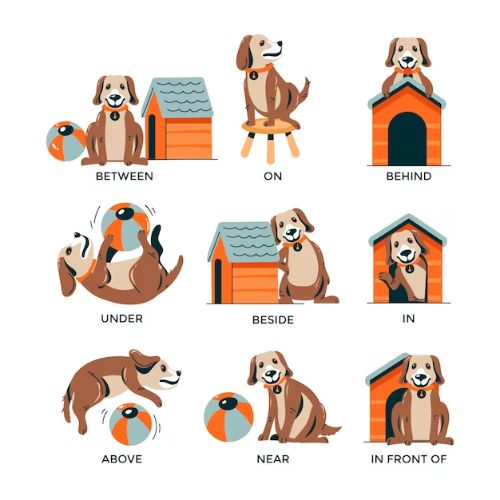 BETWEEN
ON
BEHIND
UNDER
BESIDE
IN
ABOVE
NEAR
IN FRONT OF